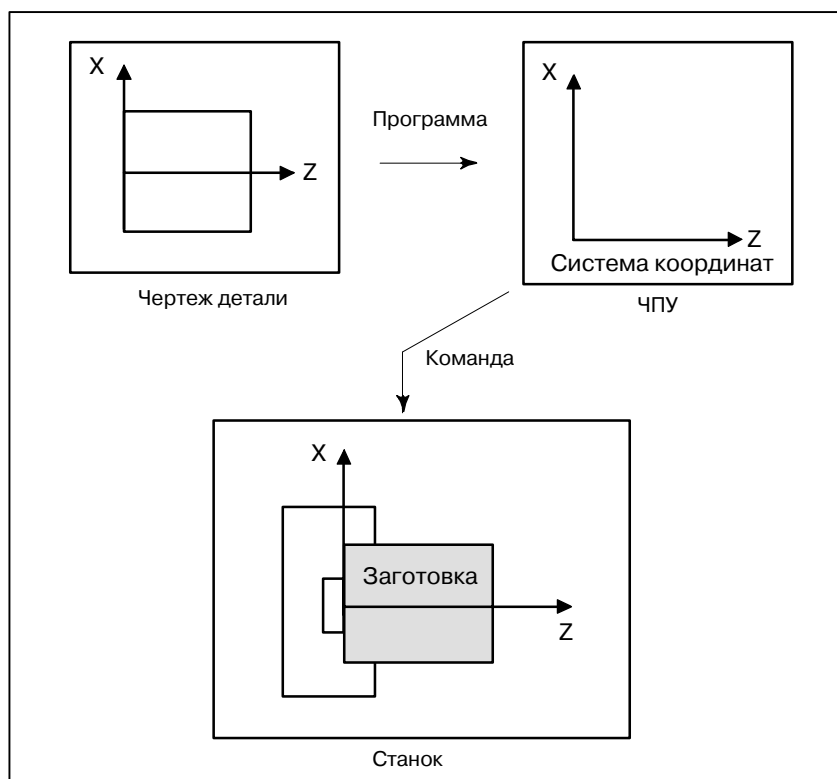 X
Z
Чертеж детали
Программа
X
Z
Система координат
ЧПУ
Команда
X
Заготовка
Z
Станок